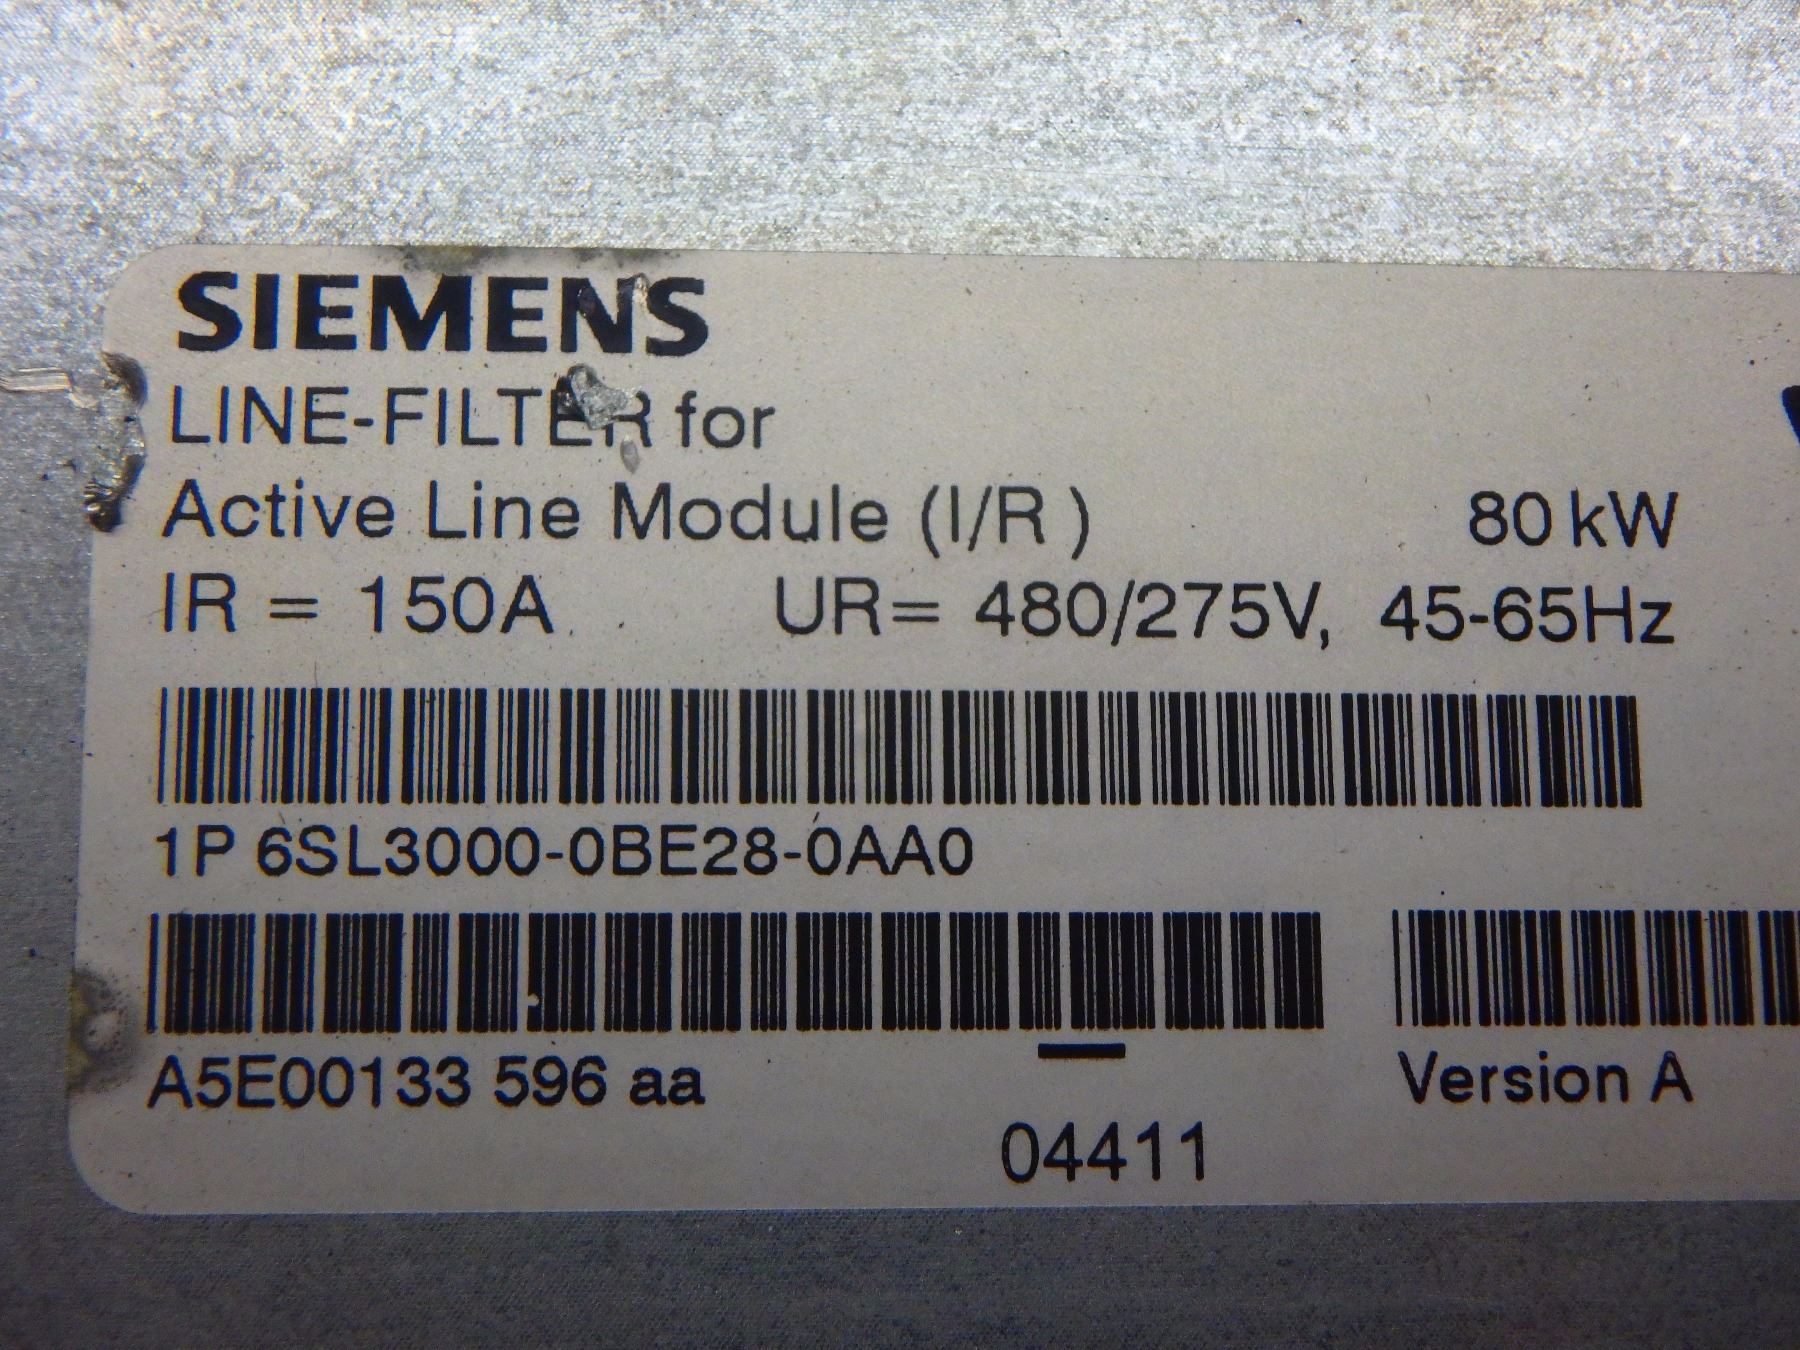 SIEMENS
LINE-FILTER for
Active Line Module (I/R ) 80 kW
IR = 150A UR= 480/275V, 45-65Hz
1P 6SL3000-0BE28-0AA0
A5E00133 596 aa
Version A
04411